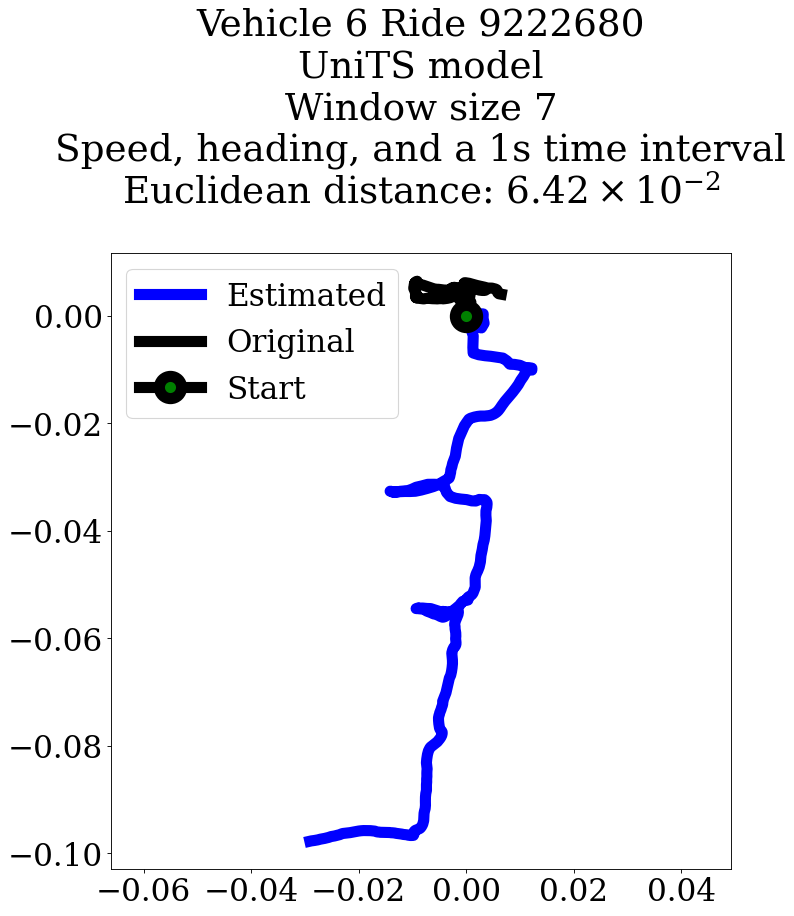 Vehicle 6 Ride 9222680
UniTS model
Window size 7
Speed, heading, and a 1s time interval
Euclidean distance: 6.42 × 10⁻²
Estimated
Original
Start
0.00
−0.02
−0.04
−0.06
−0.08
−0.10
−0.06 −0.04 −0.02 0.00 0.02 0.04